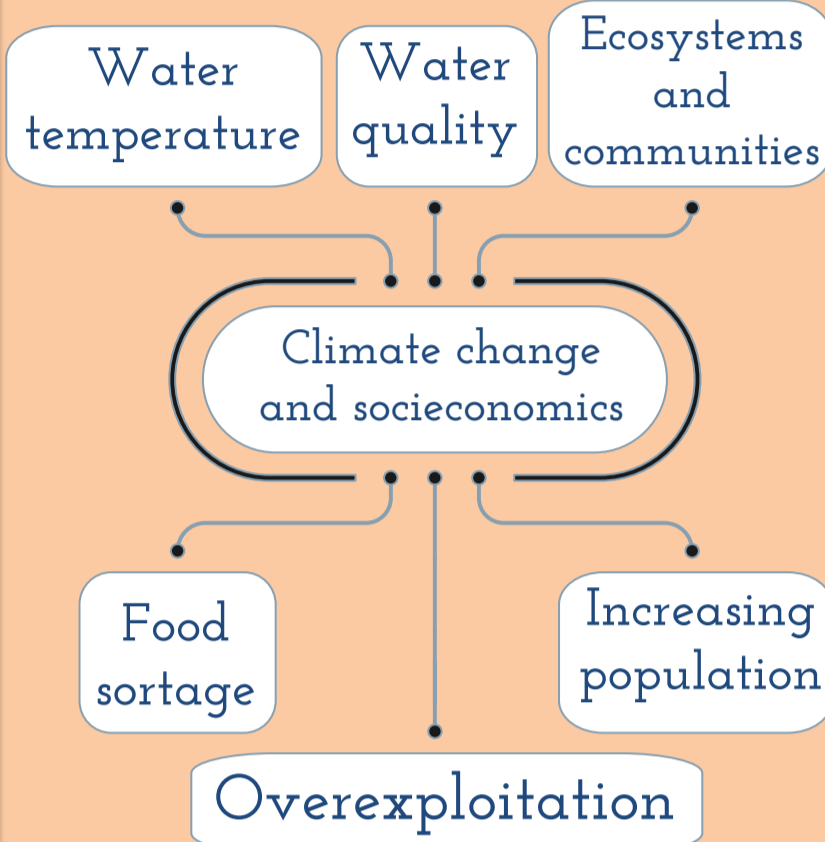 Water
temperature
Water
quality
Ecosystems
and
communities
Climate change
and socieconomics
Food
sortage
Increasing
population
Overexploitation